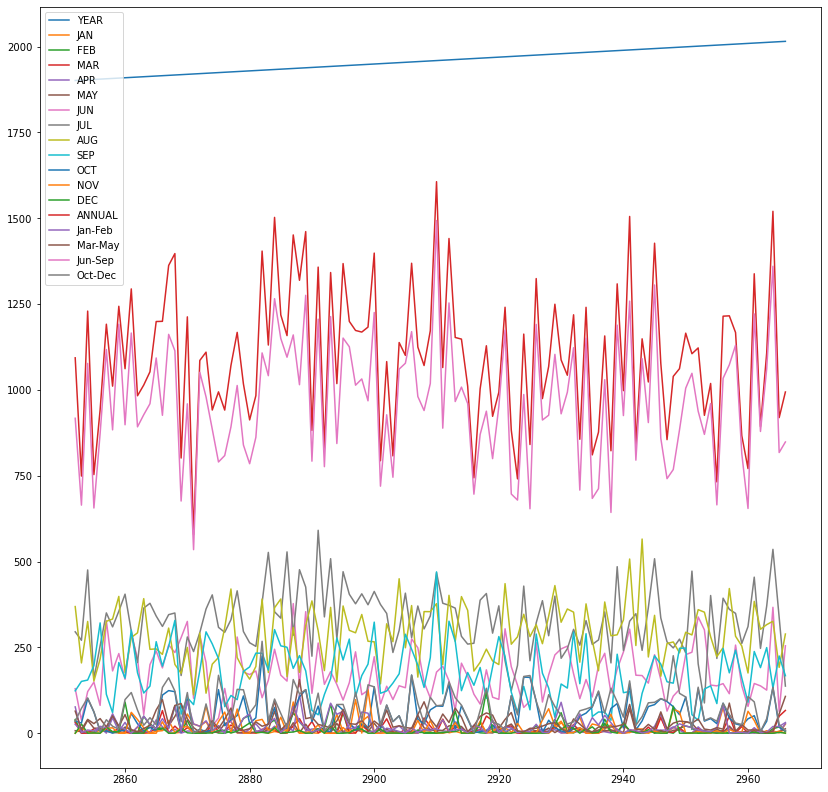 2000
1750
1500
1250
1000
750
500
250
0
YEAR
JAN
FEB
MAR
APR
MAY
JUN
JUL
AUG
SEP
OCT
NOV
DEC
ANNUAL
Jan-Feb
Mar-May
Jun-Sep
Oct-Dec
2860
2880
2900
2920
2940
2960